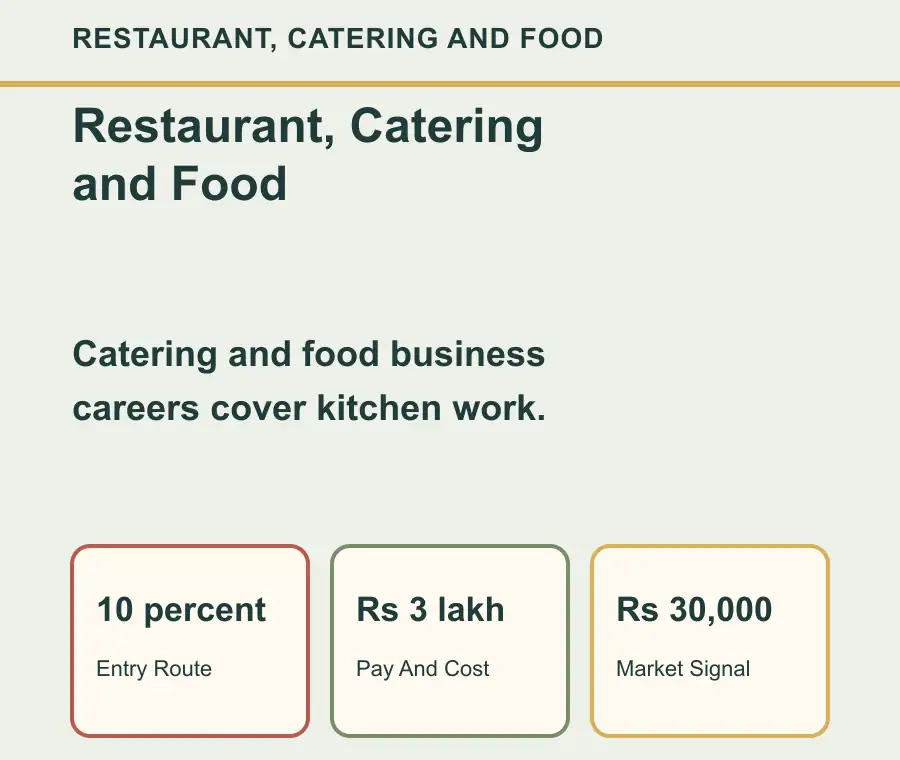 RESTAURANT, CATERING AND FOOD
Restaurant, Catering
and Food
Catering and food business
careers cover kitchen work.
10 percent
Entry Route
Rs 3 lakh
Pay And Cost
Rs 30,000
Market Signal